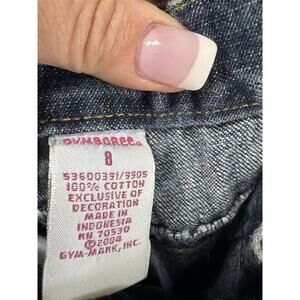 GYMBOREE
8
53600391/9905
100% COTTON
EXCLUSIVE OF
DECORATION
MADE IN
INDONESIA
RN 70530
©2004
GYM-MARK, INC.